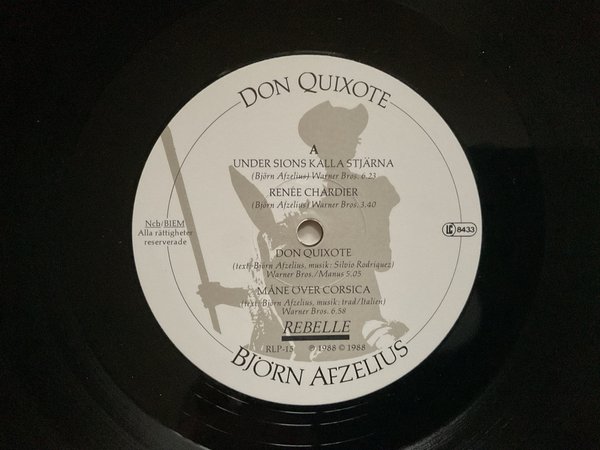 DON QUIXOTE
A
UNDER SIONS KALLA STJÄRNA
(Björn Afzelius) Warner Bros. 6.23
RENÉE CHARDIER
(Björn Afzelius) Warner Bros. 3.40
Ncb/BIEM
Alla rättigheter
reserverade
LC 8433
DON QUIXOTE
(text: Björn Afzelius, musik: Silvio Rodriquez)
Warner Bros./Manus 5.05
MÅNE ÖVER CORSICA
(text: Björn Afzelius, musik: trad/Italien)
Warner Bros. 6.58
REBELLE
RLP-15 ℗ 1988 © 1988
BJÖRN AFZELIUS